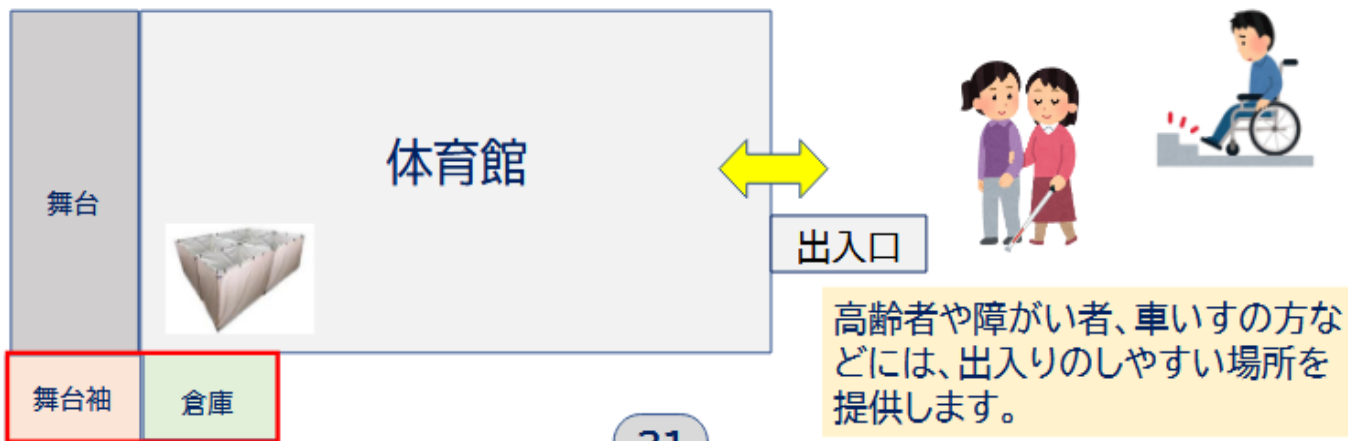 体育館
舞台
出入口
高齢者や障がい者、車いすの方な
どには、出入りのしやすい場所を
提供します。
舞台袖
倉庫
21